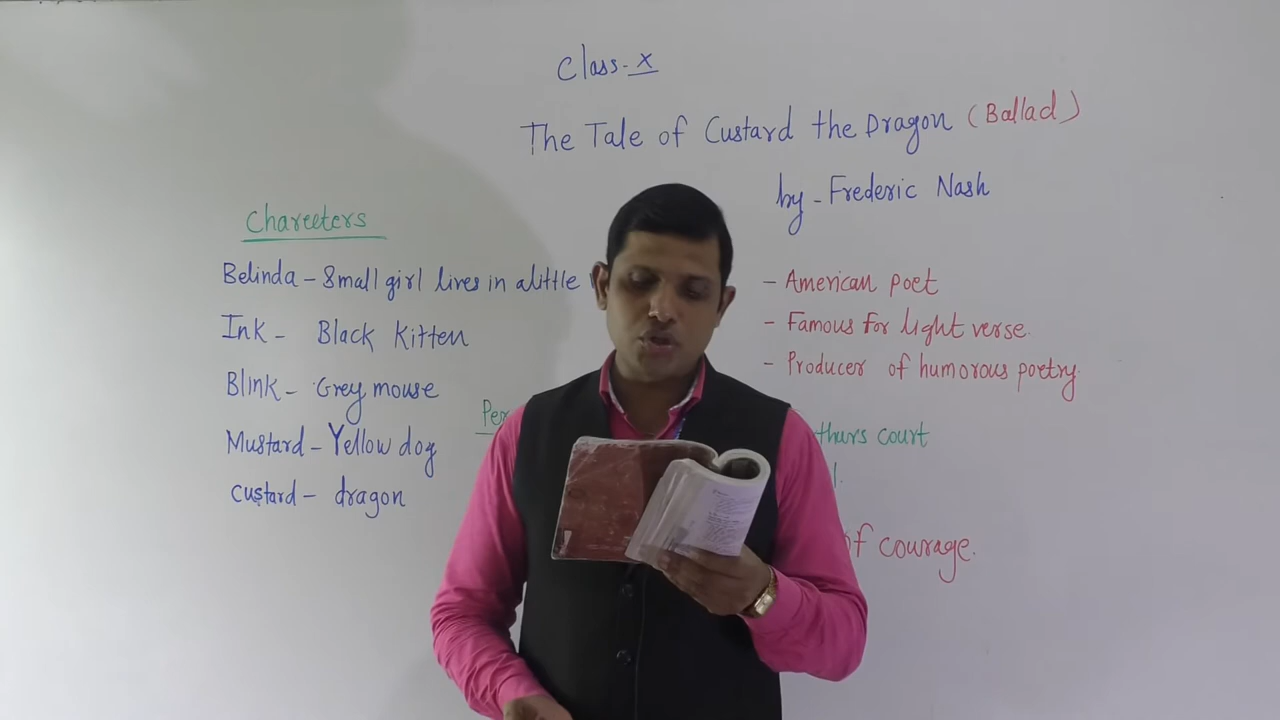 Class-X
The Tale of Custard the Dragon (Ballad)
by - Frederic Nash
Charecters
Belinda - Small girl lives in a little
Ink - Black Kitten
Blink - Grey mouse
Mustard - Yellow dog
Custard - dragon
- American poet
- Famous for light verse.
- Producer of humorous poetry.
thurs court
of courage.